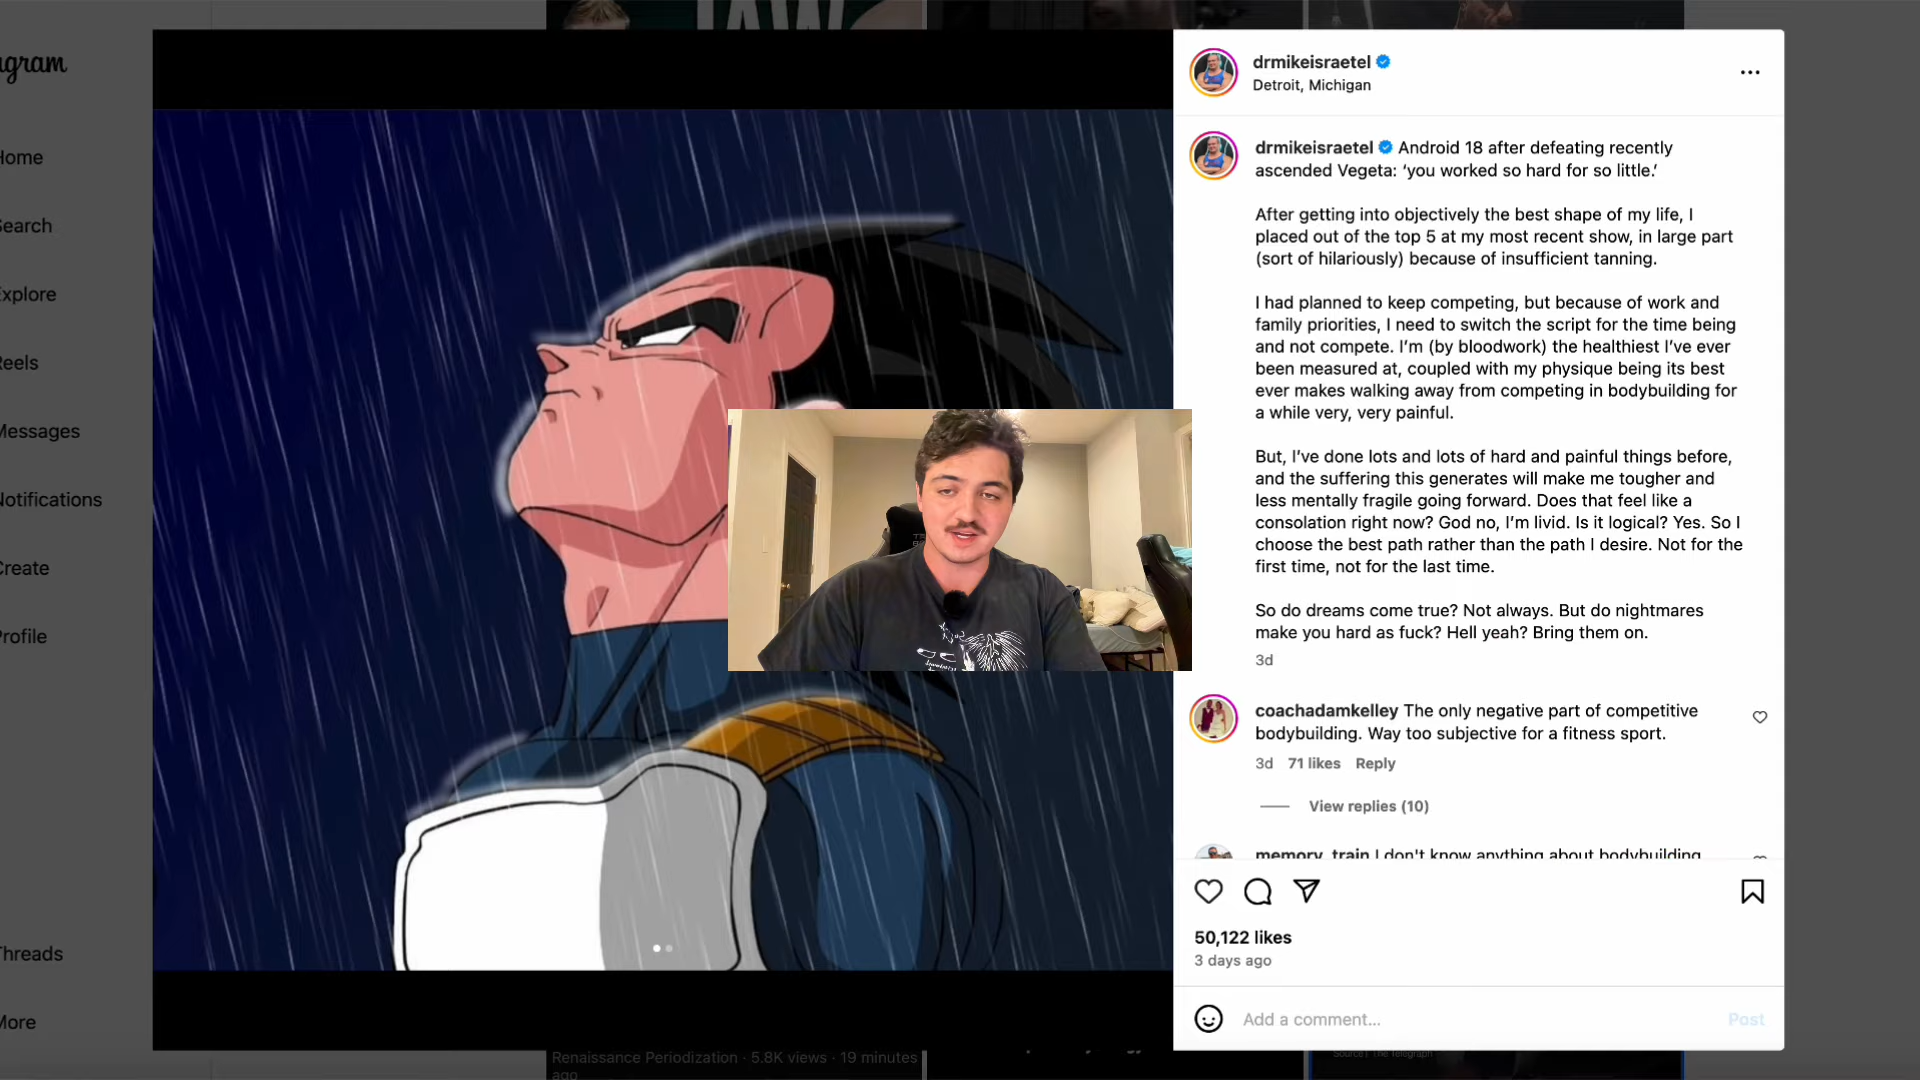 drmikeisraetel
Detroit, Michigan
drmikeisraetel Android 18 after defeating recently
ascended Vegeta: ‘you worked so hard for so little.’
After getting into objectively the best shape of my life, I
placed out of the top 5 at my most recent show, in large part
(sort of hilariously) because of insufficient tanning.
I had planned to keep competing, but because of work and
family priorities, I need to switch the script for the time being
and not compete. I’m (by bloodwork) the healthiest I’ve ever
been measured at, coupled with my physique being its best
ever makes walking away from competing in bodybuilding for
a while very, very painful.
But, I’ve done lots and lots of hard and painful things before,
and the suffering this generates will make me tougher and
less mentally fragile going forward. Does that feel like a
consolation right now? God no, I’m livid. Is it logical? Yes. So I
choose the best path rather than the path I desire. Not for the
first time, not for the last time.
So do dreams come true? Not always. But do nightmares
make you hard as fuck? Hell yeah? Bring them on.
3d
coachadamkelley The only negative part of competitive
bodybuilding. Way too subjective for a fitness sport.
3d 71 likes Reply
View replies (10)
memory_train I don't know anything about bodybuilding
50,122 likes
3 days ago
Add a comment...
Post
agram
Home
Search
Explore
Reels
Messages
Notifications
Create
Profile
Threads
More
JAW
Renaissance Periodization · 5.8K views · 19 minutes
ago
Source | The Telegraph